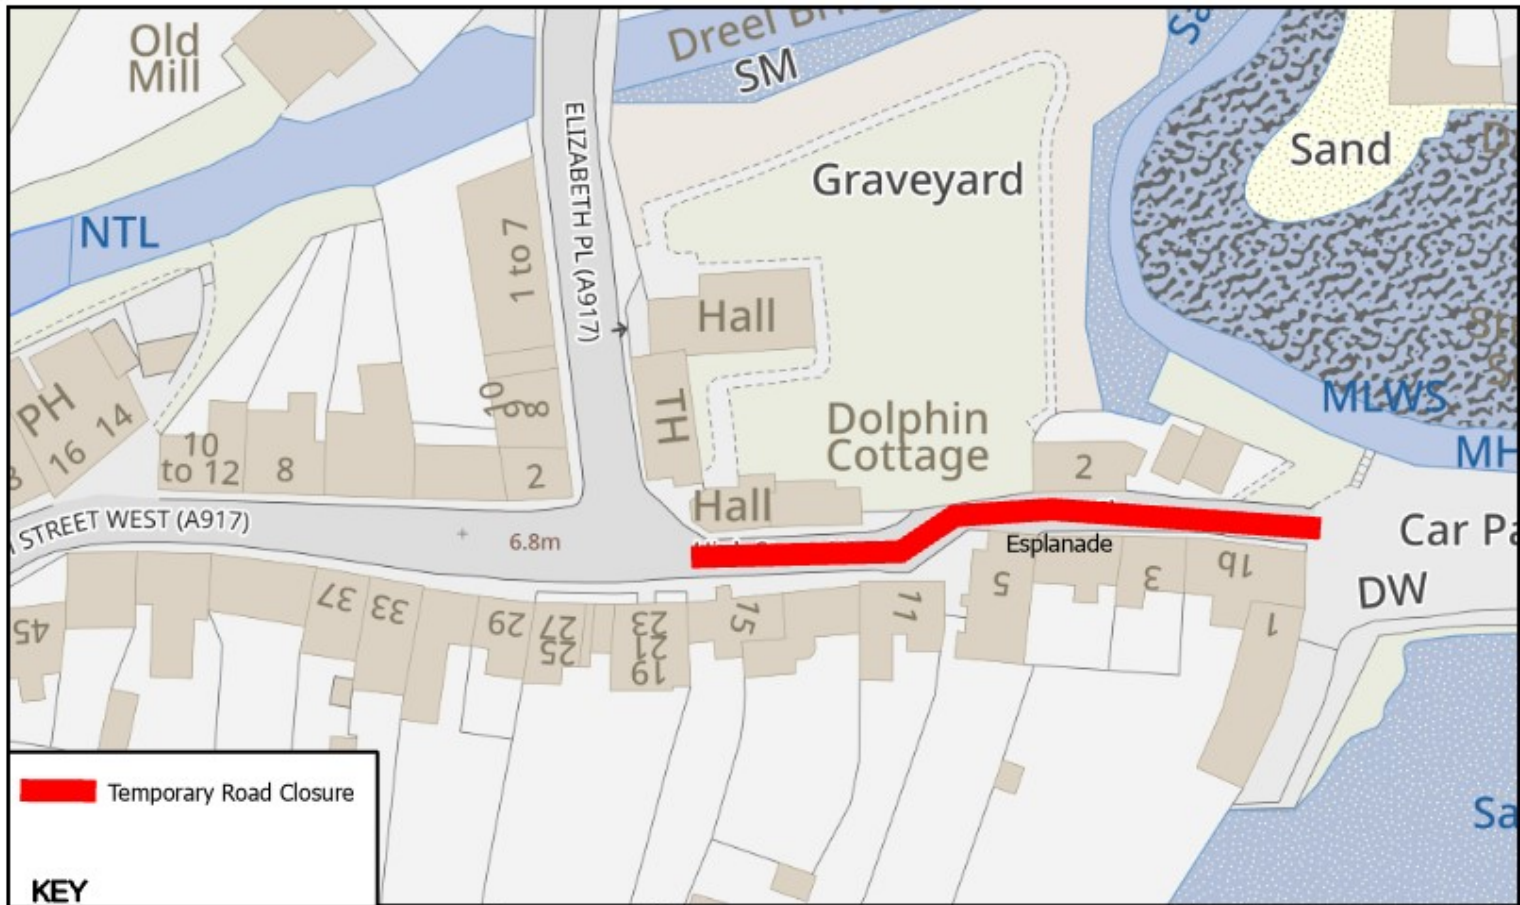 Old
Mill
Dreel
SM
Sand
Graveyard
NTL
ELIZABETH PL (A917)
1 to 7
Hall
PH
14
16
10
8
6
TH
Dolphin
Cottage
MLWS
MH
10
to 12
8
2
2
Hall
STREET WEST (A917)
6.8m
Esplanade
Car Pa
DW
5
3
1b
1
45
37
33
29
27
25
23
21
19
15
11
Sa
Temporary Road Closure
KEY